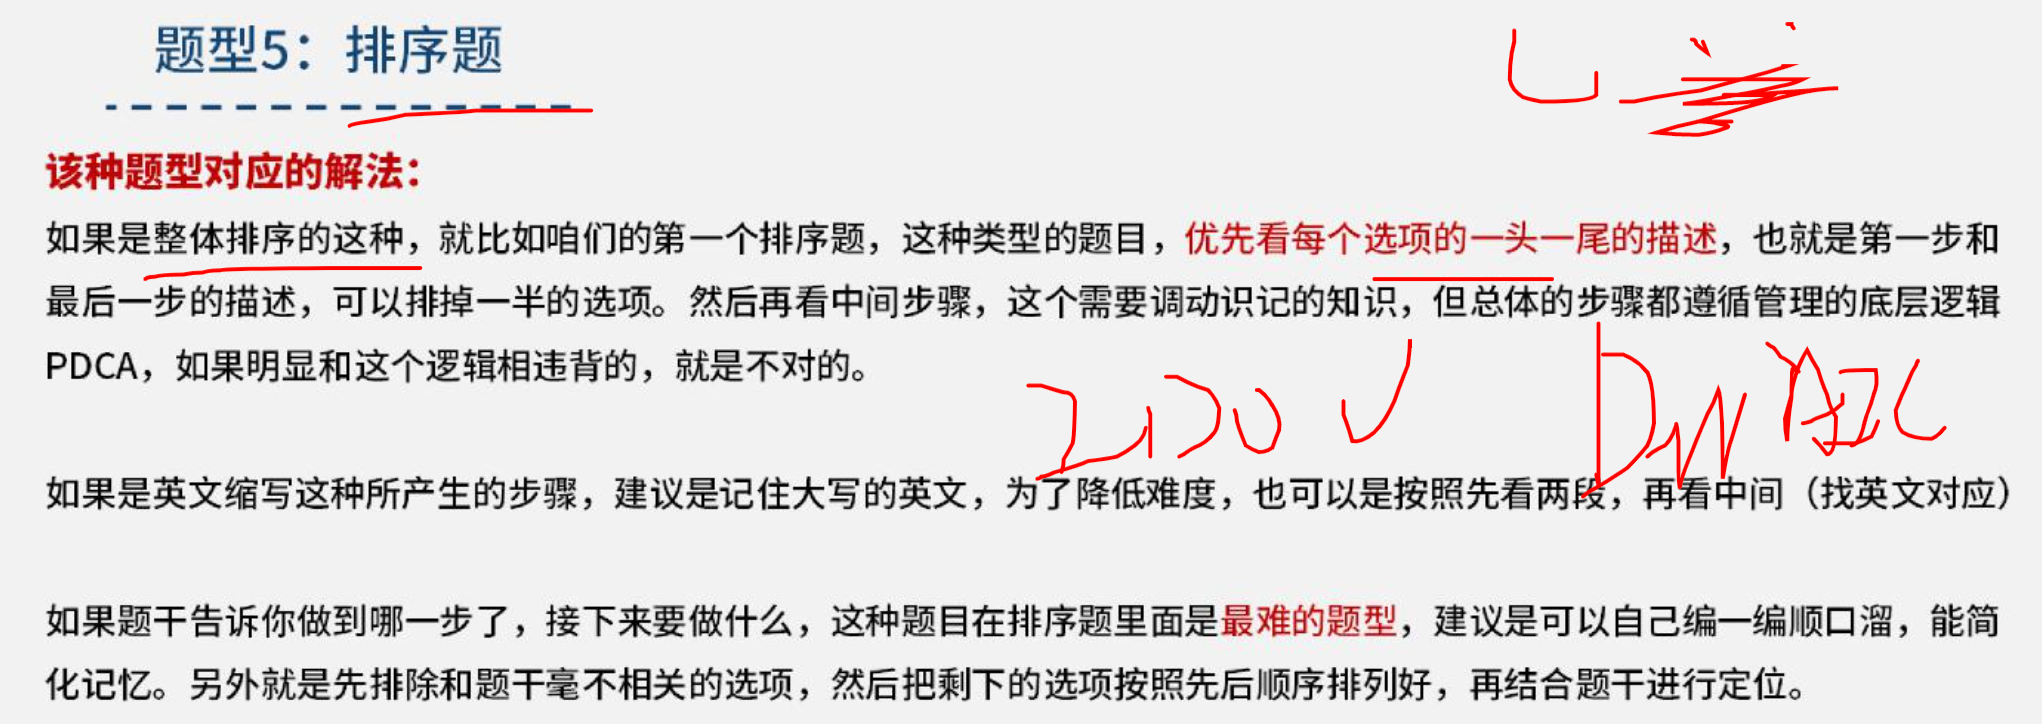 题型5：排序题
该种题型对应的解法：
如果是整体排序的这种，就比如咱们的第一个排序题，这种类型的题目，优先看每个选项的一头一尾的描述，也就是第一步和
最后一步的描述，可以排掉一半的选项。然后再看中间步骤，这个需要调动识记的知识，但总体的步骤都遵循管理的底层逻辑
PDCA，如果明显和这个逻辑相违背的，就是不对的。
如果是英文缩写这种所产生的步骤，建议是记住大写的英文，为了降低难度，也可以是按照先看两段，再看中间（找英文对应）
如果题干告诉你做到哪一步了，接下来要做什么，这种题目在排序题里面是最难的题型，建议是可以自己编一编顺口溜，能简
化记忆。另外就是先排除和题干毫不相关的选项，然后把剩下的选项按照先后顺序排列好，再结合题干进行定位。